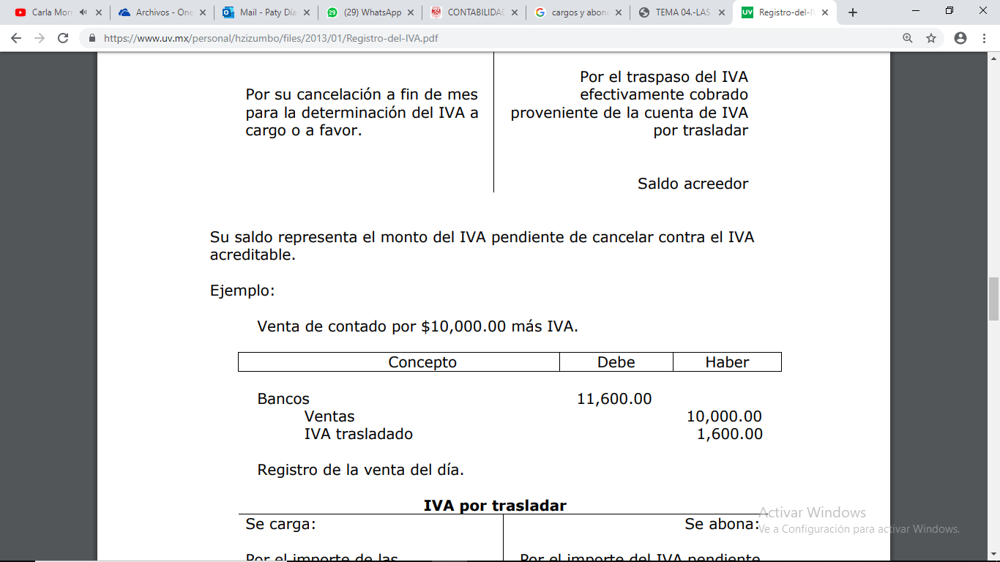 Carla Mor
Archivos - One
Mail - Paty Día
(29) WhatsApp
CONTABILIDAD
cargos y abon
TEMA 04.-LAS
UV
Registro-del-I
https://www.uv.mx/personal/hzizumbo/files/2013/01/Registro-del-IVA.pdf
Por su cancelación a fin de mes
para la determinación del IVA a
cargo o a favor.
Por el traspaso del IVA
efectivamente cobrado
proveniente de la cuenta de IVA
por trasladar
Saldo acreedor
Su saldo representa el monto del IVA pendiente de cancelar contra el IVA
acreditable.
Ejemplo:
Venta de contado por $10,000.00 más IVA.
Concepto Debe Haber
Bancos 11,600.00
Ventas 10,000.00
IVA trasladado 1,600.00
Registro de la venta del día.
IVA por trasladar
Se carga: Se abona:
Por el importe de las Por el importe del IVA pendiente
Activar Windows
Ve a Configuración para activar Windows.